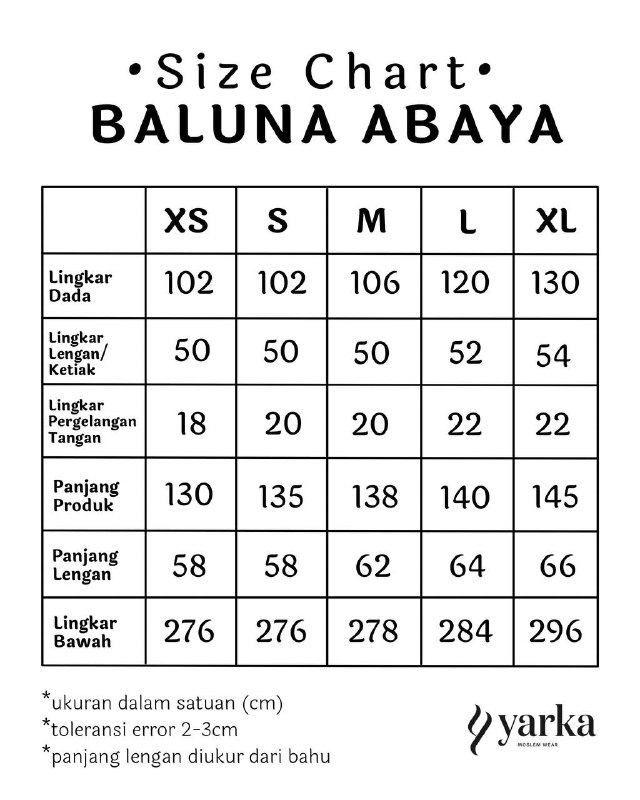 •Size Chart•
BALUNA ABAYA
XS S M L XL
Lingkar
Dada
102 102 106 120 130
Lingkar
Lengan/
Ketiak
50 50 50 52 54
Lingkar
Pergelangan
Tangan
18 20 20 22 22
Panjang
Produk
130 135 138 140 145
Panjang
Lengan
58 58 62 64 66
Lingkar
Bawah
276 276 278 284 296
*ukuran dalam satuan (cm)
*toleransi error 2-3cm
*panjang lengan diukur dari bahu
yarka
INDSLEM WEAR